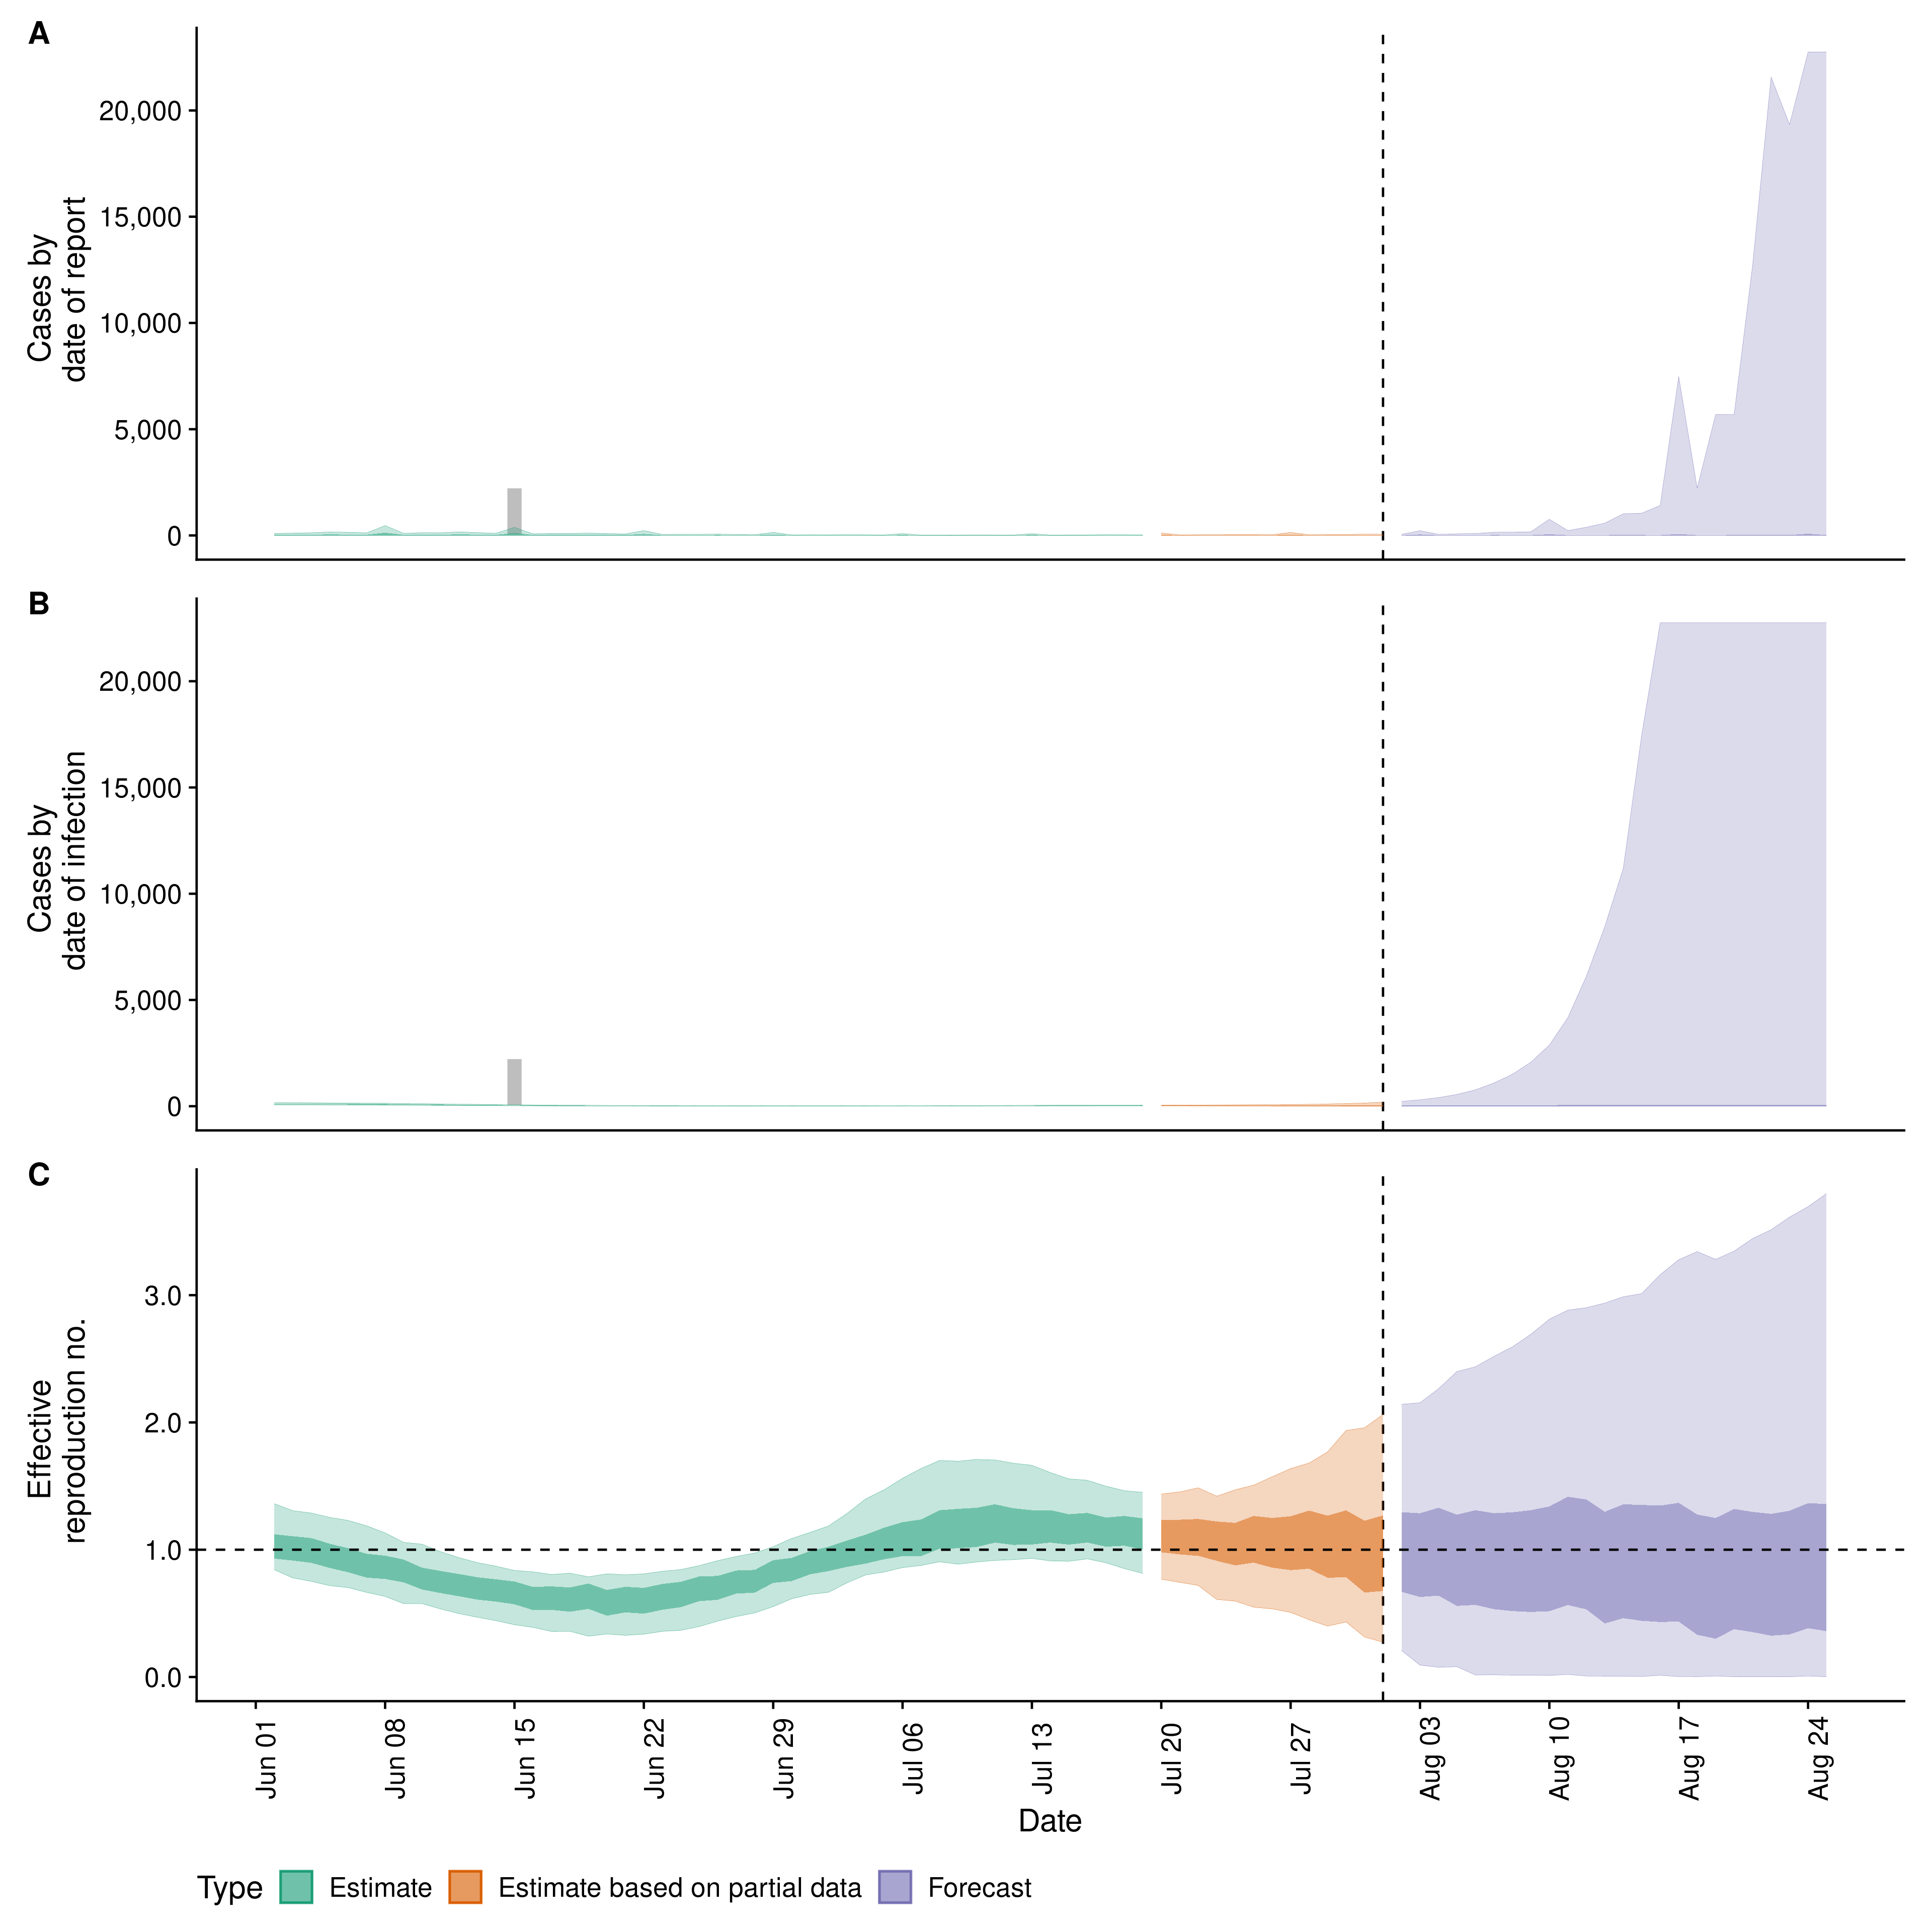 A
Cases by
date of report
20,000
15,000
10,000
5,000
0
B
Cases by
date of infection
20,000
15,000
10,000
5,000
0
C
Effective
reproduction no.
3.0
2.0
1.0
0.0
Jun 01
Jun 08
Jun 15
Jun 22
Jun 29
Jul 06
Jul 13
Jul 20
Jul 27
Aug 03
Aug 10
Aug 17
Aug 24
Date
Type Estimate Estimate based on partial data Forecast